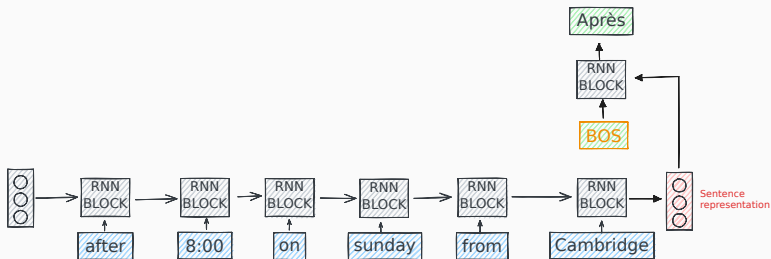 Après
RNN
BLOCK
BOS
RNN
BLOCK
RNN
BLOCK
RNN
BLOCK
RNN
BLOCK
RNN
BLOCK
RNN
BLOCK
Sentence
representation
after
8:00
on
sunday
from
Cambridge